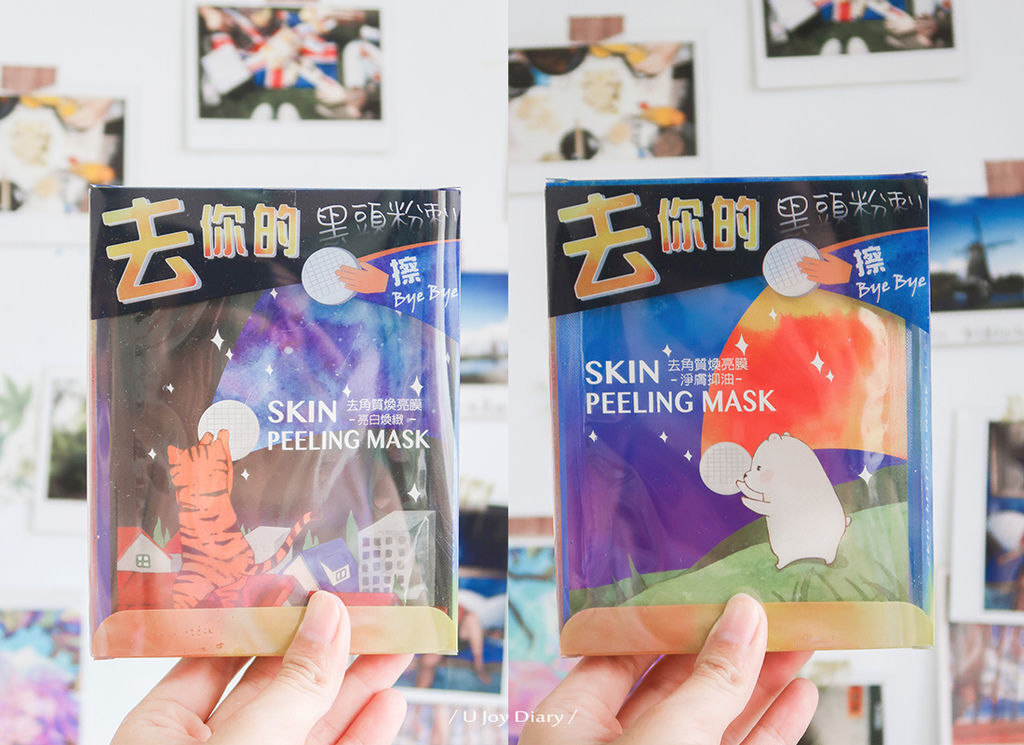 去你的 黑頭粉刺
擦
Bye Bye
SKIN 去角質煥亮膜
-亮白煥緻-
PEELING MASK
去你的 黑頭粉刺
擦
Bye Bye
SKIN 去角質煥亮膜
-淨膚抑油-
PEELING MASK
/ U Joy Diary /